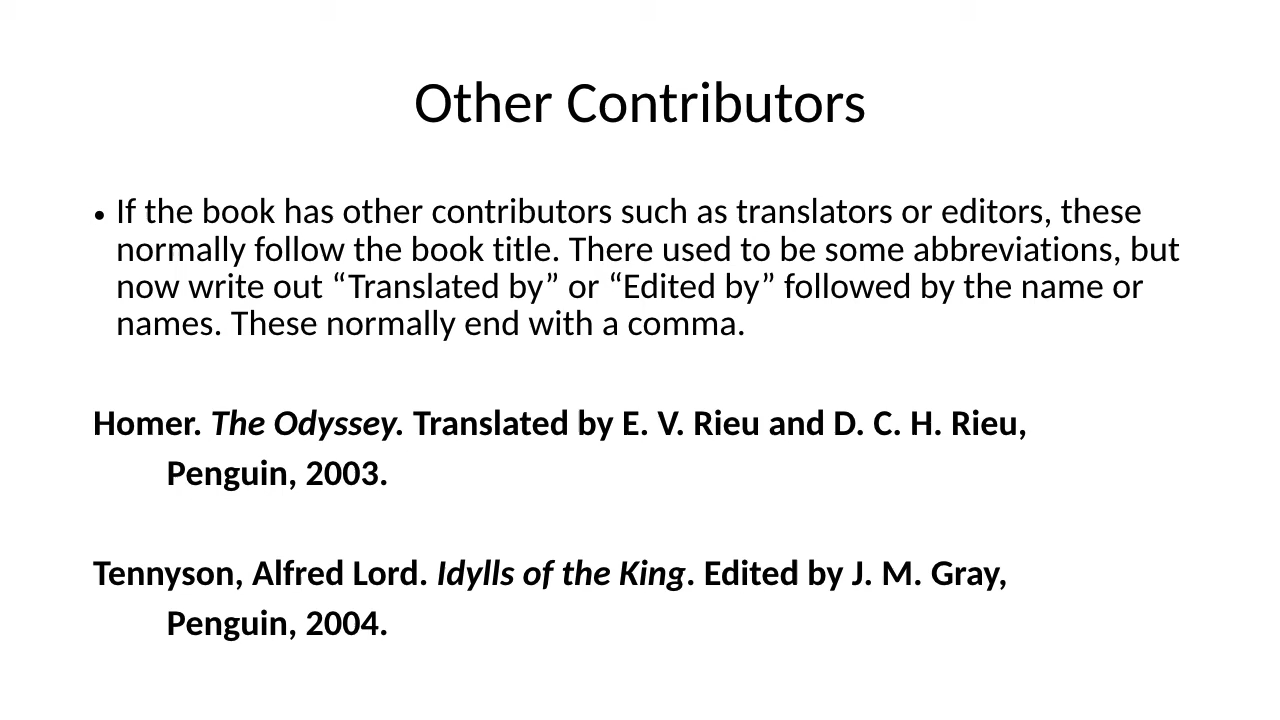 Other Contributors
• If the book has other contributors such as translators or editors, these
normally follow the book title. There used to be some abbreviations, but
now write out “Translated by” or “Edited by” followed by the name or
names. These normally end with a comma.
Homer. The Odyssey. Translated by E. V. Rieu and D. C. H. Rieu,
Penguin, 2003.
Tennyson, Alfred Lord. Idylls of the King. Edited by J. M. Gray,
Penguin, 2004.